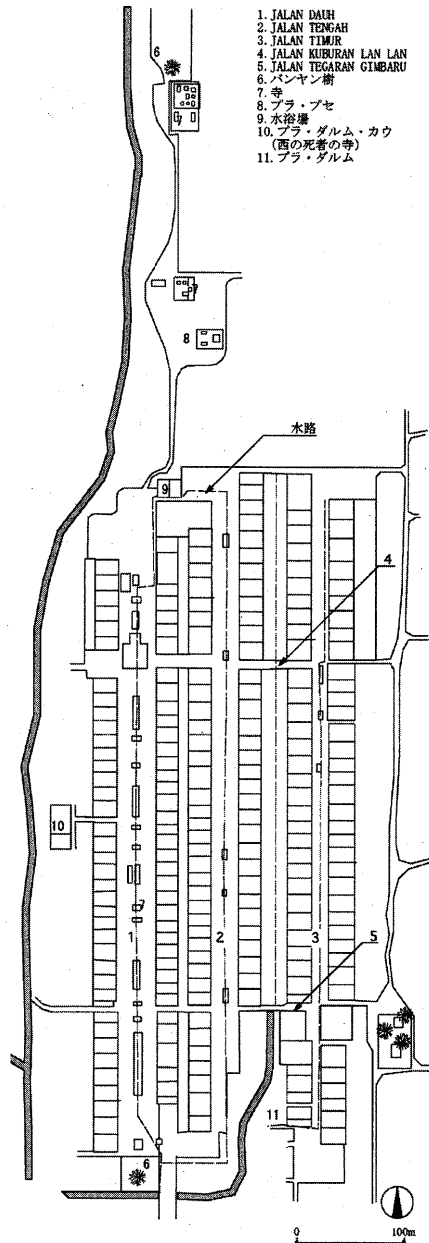 1. JALAN DAUH
2. JALAN TENGAH
3. JALAN TIMUR
4. JALAN KUBURAN LAN LAN
5. JALAN TEGARAN GIMBARU
6. バンヤン樹
7. 寺
8. プラ・プセ
9. 水浴場
10. プラ・ダルム・カウ
(西の死者の寺)
11. プラ・ダルム
6
7
7
8
水路
9
4
10
7
1
2
3
5
11
6
0 100m